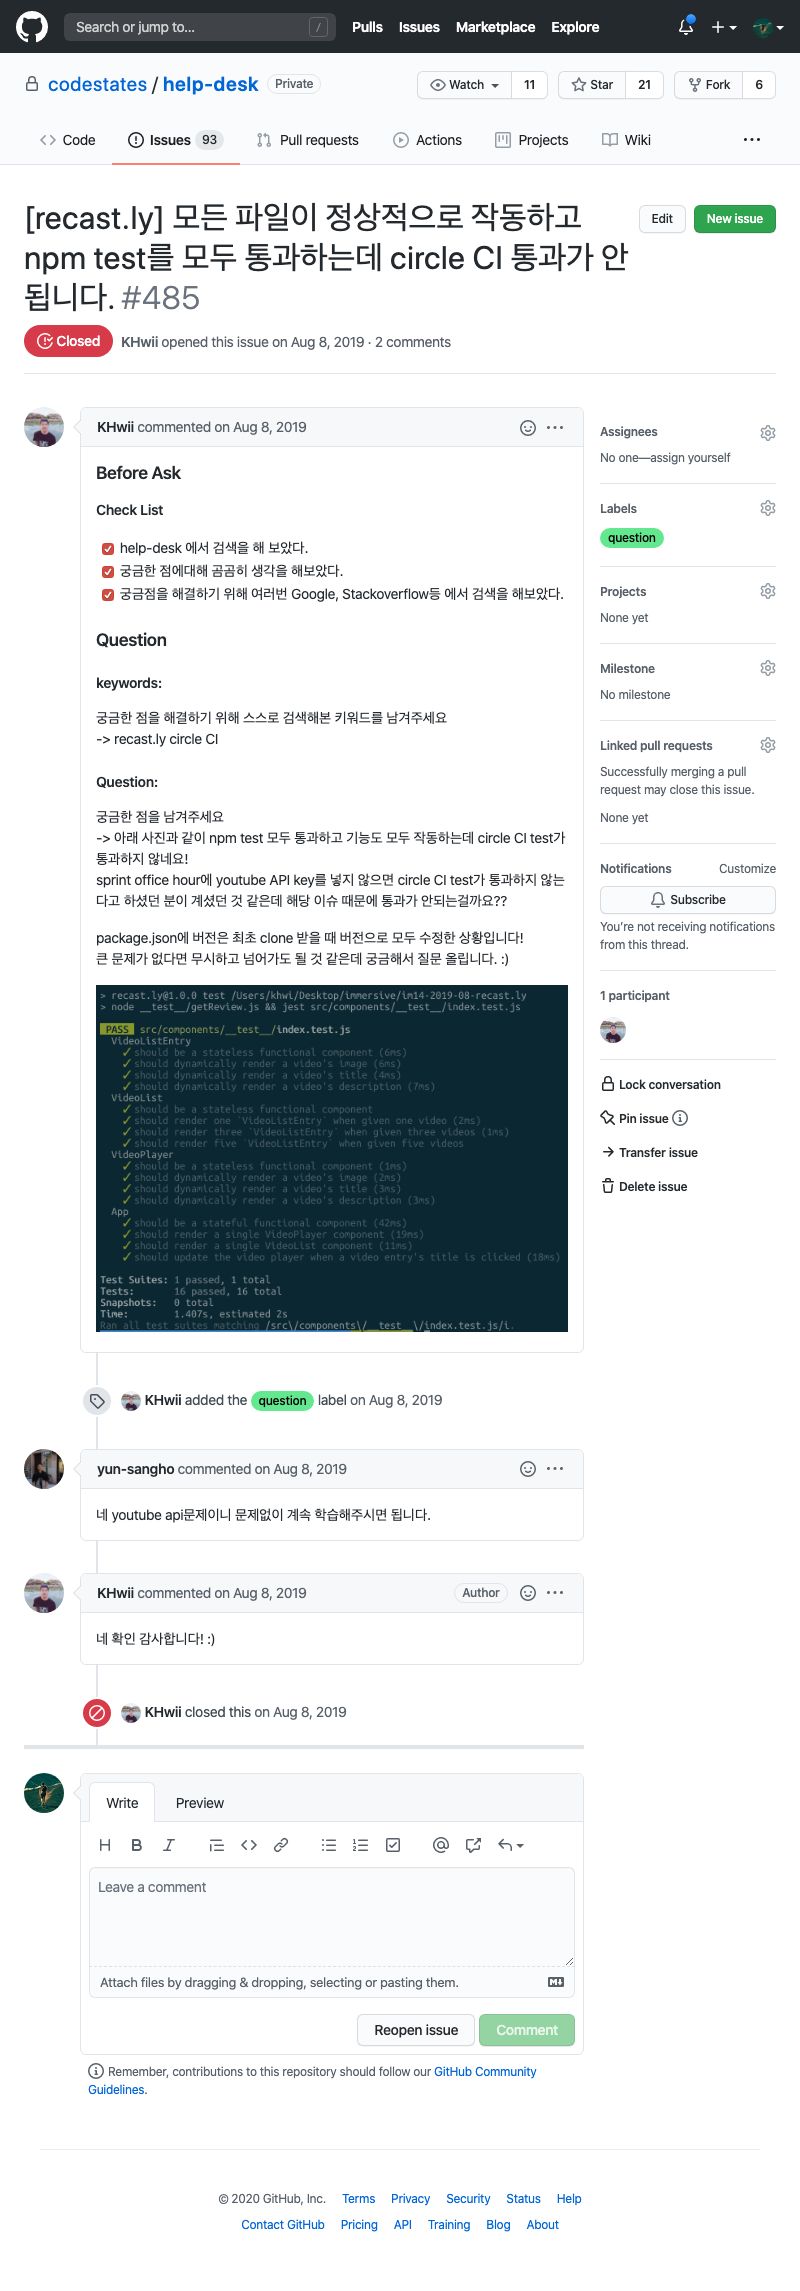 Search or jump to... /
Pulls Issues Marketplace Explore
codestates / help-desk Private
Watch 11 Star 21 Fork 6
Code Issues 93 Pull requests Actions Projects Wiki
[recast.ly] 모든 파일이 정상적으로 작동하고
npm test를 모두 통과하는데 circle CI 통과가 안
됩니다. #485
Edit New issue
Closed KHwii opened this issue on Aug 8, 2019 · 2 comments
KHwii commented on Aug 8, 2019
Before Ask
Check List
help-desk 에서 검색을 해 보았다.
궁금한 점에대해 곰곰히 생각을 해보았다.
궁금점을 해결하기 위해 여러번 Google, Stackoverflow등 에서 검색을 해보았다.
Question
keywords:
궁금한 점을 해결하기 위해 스스로 검색해본 키워드를 남겨주세요
-> recast.ly circle CI
Question:
궁금한 점을 남겨주세요
-> 아래 사진과 같이 npm test 모두 통과하고 기능도 모두 작동하는데 circle CI test가
통과하지 않네요!
sprint office hour에 youtube API key를 넣지 않으면 circle CI test가 통과하지 않는
다고 하셨던 분이 계셨던 것 같은데 해당 이슈 때문에 통과가 안되는걸까요??
package.json에 버전은 최초 clone 받을 때 버전으로 모두 수정한 상황입니다!
큰 문제가 없다면 무시하고 넘어가도 될 것 같은데 궁금해서 질문 올립니다. :)
> recast.ly@1.0.0 test /Users/khwi/Desktop/immersive/im14-2019-08-recast.ly
> node __test__/getReview.js && jest src/components/__test__/index.test.js
PASS src/components/__test__/index.test.js
VideoListEntry
✓ should be a stateless functional component (6ms)
✓ should dynamically render a video's image (6ms)
✓ should dynamically render a video's title (4ms)
✓ should dynamically render a video's description (7ms)
VideoList
✓ should be a stateless functional component
✓ should render one `VideoListEntry` when given one video (2ms)
✓ should render three `VideoListEntry` when given three videos (1ms)
✓ should render five `VideoListEntry` when given five videos
VideoPlayer
✓ should be a stateless functional component (1ms)
✓ should dynamically render a video's image (2ms)
✓ should dynamically render a video's title (3ms)
✓ should dynamically render a video's description (3ms)
App
✓ should be a stateful functional component (42ms)
✓ should render a single VideoPlayer component (19ms)
✓ should render a single VideoList component (11ms)
✓ should update the video player when a video entry's title is clicked (18ms)
Test Suites: 1 passed, 1 total
Tests: 16 passed, 16 total
Snapshots: 0 total
Time: 1.407s, estimated 2s
Ran all test suites matching /src\/components\/__test__\/index.test.js/i.
Assignees
No one—assign yourself
Labels
question
Projects
None yet
Milestone
No milestone
Linked pull requests
Successfully merging a pull
request may close this issue.
None yet
Notifications Customize
Subscribe
You're not receiving notifications
from this thread.
1 participant
Lock conversation
Pin issue
Transfer issue
Delete issue
KHwii added the question label on Aug 8, 2019
yun-sangho commented on Aug 8, 2019
네 youtube api문제이니 문제없이 계속 학습해주시면 됩니다.
KHwii commented on Aug 8, 2019 Author
네 확인 감사합니다! :)
KHwii closed this on Aug 8, 2019
Write Preview
Leave a comment
Attach files by dragging & dropping, selecting or pasting them.
Reopen issue Comment
Remember, contributions to this repository should follow our GitHub Community
Guidelines.
© 2020 GitHub, Inc. Terms Privacy Security Status Help
Contact GitHub Pricing API Training Blog About